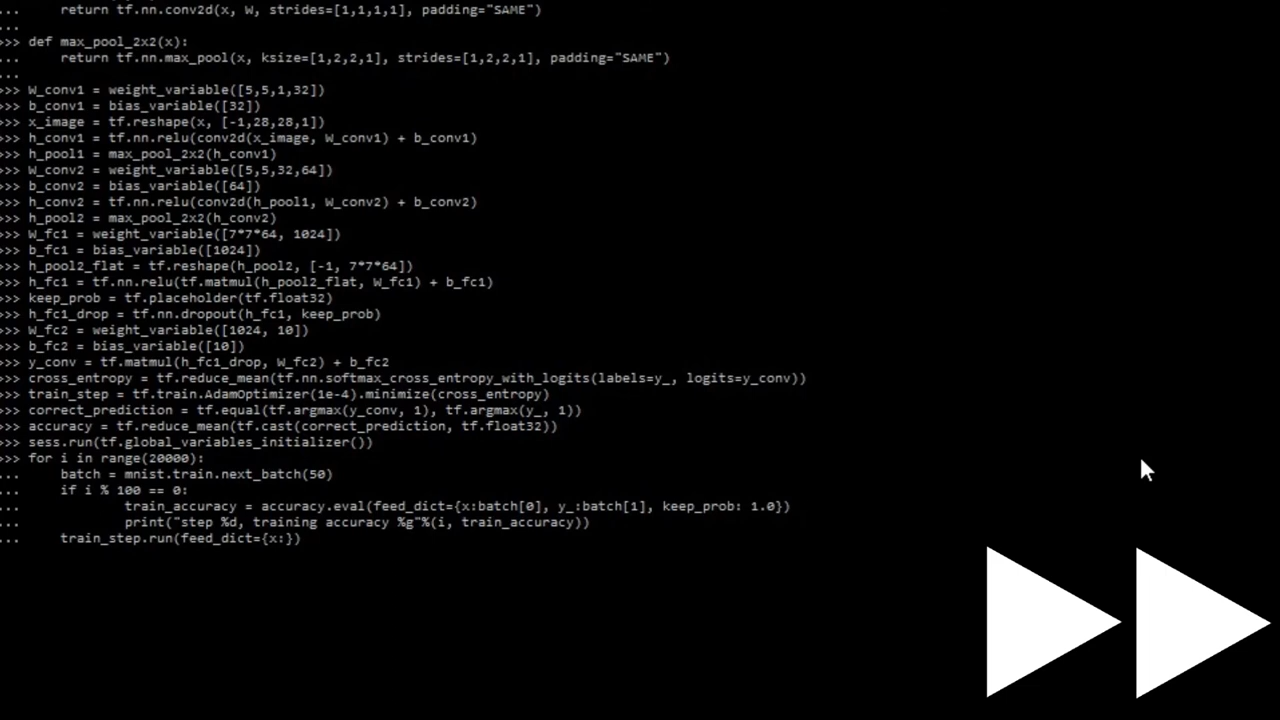 ...     return tf.nn.conv2d(x, W, strides=[1,1,1,1], padding="SAME")
...
>>> def max_pool_2x2(x):
...     return tf.nn.max_pool(x, ksize=[1,2,2,1], strides=[1,2,2,1], padding="SAME")
...
>>> W_conv1 = weight_variable([5,5,1,32])
>>> b_conv1 = bias_variable([32])
>>> x_image = tf.reshape(x, [-1,28,28,1])
>>> h_conv1 = tf.nn.relu(conv2d(x_image, W_conv1) + b_conv1)
>>> h_pool1 = max_pool_2x2(h_conv1)
>>> W_conv2 = weight_variable([5,5,32,64])
>>> b_conv2 = bias_variable([64])
>>> h_conv2 = tf.nn.relu(conv2d(h_pool1, W_conv2) + b_conv2)
>>> h_pool2 = max_pool_2x2(h_conv2)
>>> W_fc1 = weight_variable([7*7*64, 1024])
>>> b_fc1 = bias_variable([1024])
>>> h_pool2_flat = tf.reshape(h_pool2, [-1, 7*7*64])
>>> h_fc1 = tf.nn.relu(tf.matmul(h_pool2_flat, W_fc1) + b_fc1)
>>> keep_prob = tf.placeholder(tf.float32)
>>> h_fc1_drop = tf.nn.dropout(h_fc1, keep_prob)
>>> W_fc2 = weight_variable([1024, 10])
>>> b_fc2 = bias_variable([10])
>>> y_conv = tf.matmul(h_fc1_drop, W_fc2) + b_fc2
>>> cross_entropy = tf.reduce_mean(tf.nn.softmax_cross_entropy_with_logits(labels=y_, logits=y_conv))
>>> train_step = tf.train.AdamOptimizer(1e-4).minimize(cross_entropy)
>>> correct_prediction = tf.equal(tf.argmax(y_conv, 1), tf.argmax(y_, 1))
>>> accuracy = tf.reduce_mean(tf.cast(correct_prediction, tf.float32))
>>> sess.run(tf.global_variables_initializer())
>>> for i in range(20000):
...     batch = mnist.train.next_batch(50)
...     if i % 100 == 0:
...             train_accuracy = accuracy.eval(feed_dict={x:batch[0], y_:batch[1], keep_prob: 1.0})
...             print("step %d, training accuracy %g"%(i, train_accuracy))
...     train_step.run(feed_dict={x:})